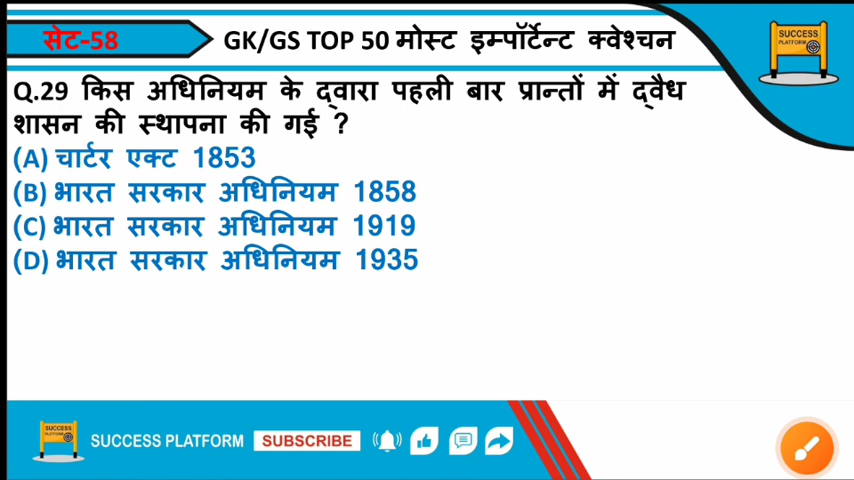 सेट-58
GK/GS TOP 50 मोस्ट इम्पॉर्टेन्ट क्वेश्चन
SUCCESS
PLATFORM
Q.29 किस अधिनियम के द्वारा पहली बार प्रान्तों में द्वैध
शासन की स्थापना की गई ?
(A) चार्टर एक्ट 1853
(B) भारत सरकार अधिनियम 1858
(C) भारत सरकार अधिनियम 1919
(D) भारत सरकार अधिनियम 1935
SUCCESS
PLATFORM
SUCCESS PLATFORM
SUBSCRIBE